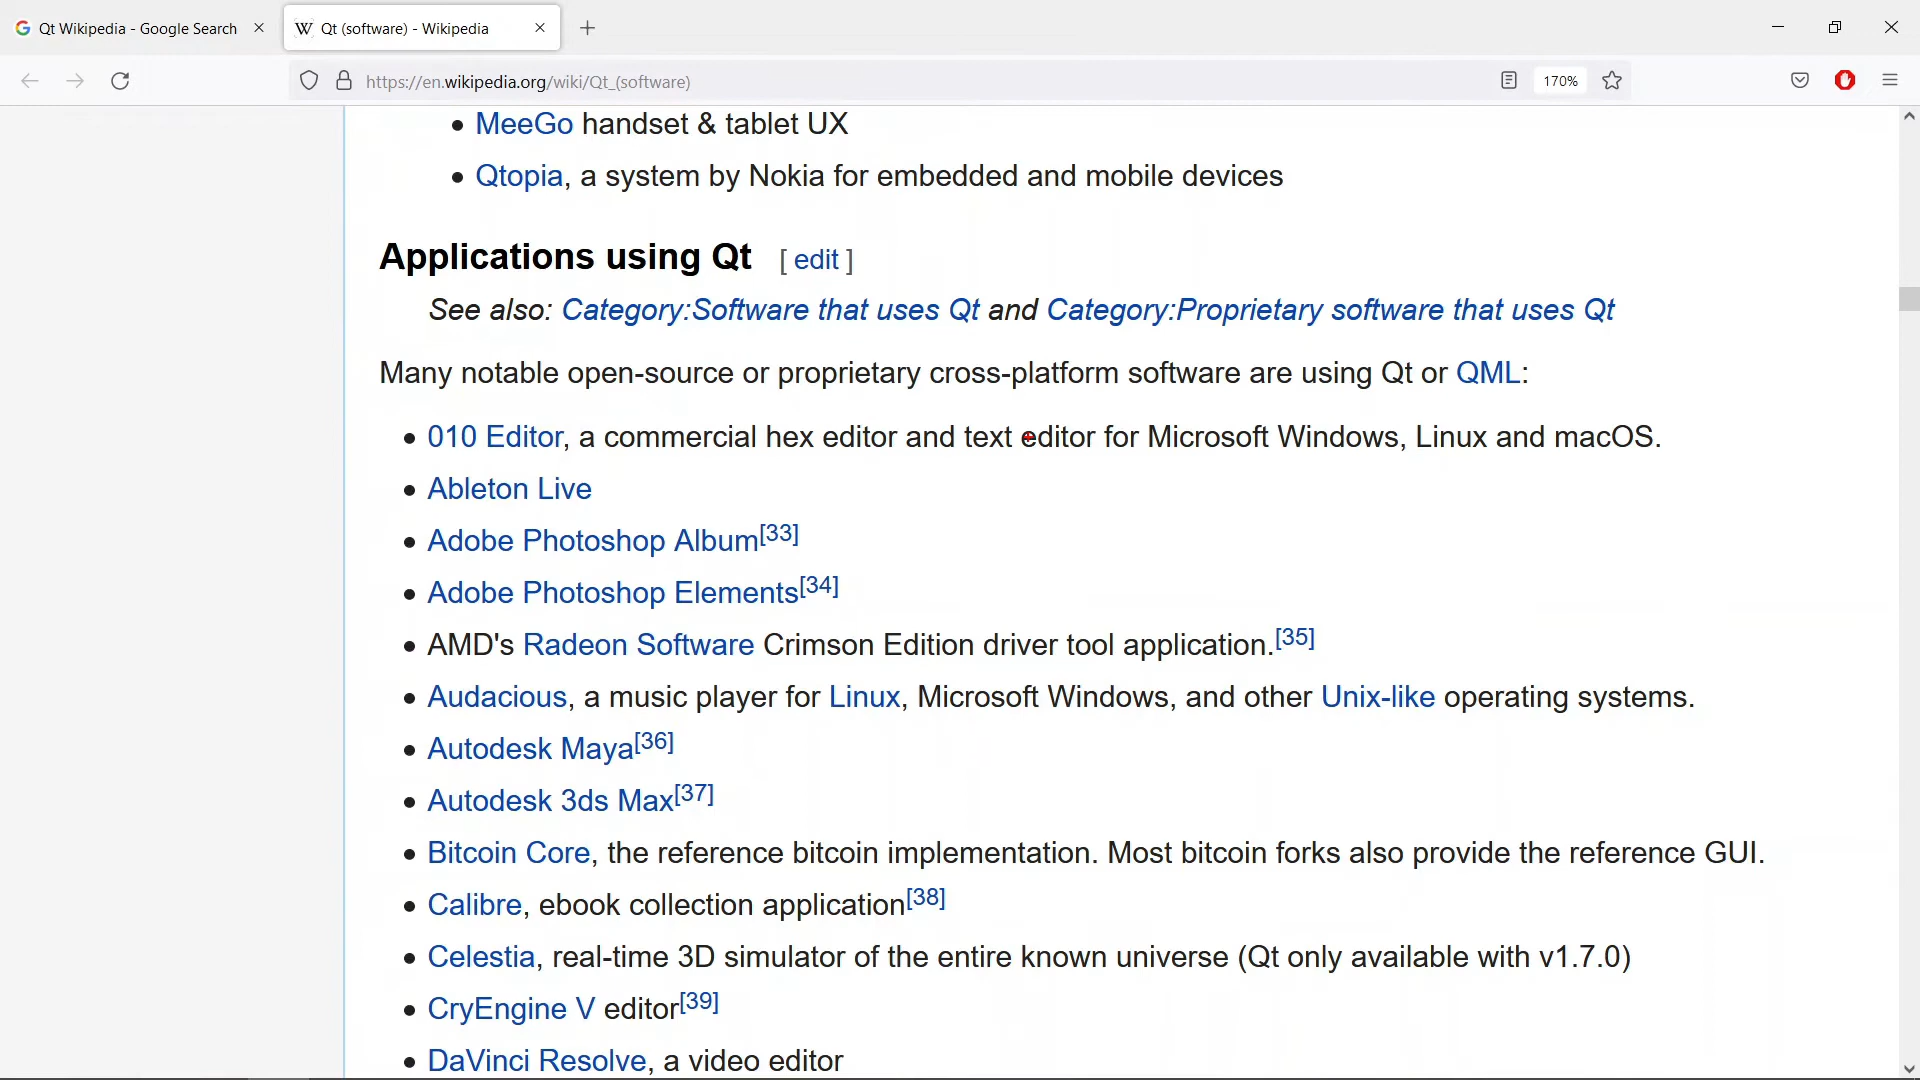 Qt Wikipedia - Google Search
Qt (software) - Wikipedia
https://en.wikipedia.org/wiki/Qt_(software)
170%
MeeGo handset & tablet UX
Qtopia, a system by Nokia for embedded and mobile devices
Applications using Qt [ edit ]
See also: Category:Software that uses Qt and Category:Proprietary software that uses Qt
Many notable open-source or proprietary cross-platform software are using Qt or QML:
010 Editor, a commercial hex editor and text editor for Microsoft Windows, Linux and macOS.
Ableton Live
Adobe Photoshop Album[33]
Adobe Photoshop Elements[34]
AMD's Radeon Software Crimson Edition driver tool application.[35]
Audacious, a music player for Linux, Microsoft Windows, and other Unix-like operating systems.
Autodesk Maya[36]
Autodesk 3ds Max[37]
Bitcoin Core, the reference bitcoin implementation. Most bitcoin forks also provide the reference GUI.
Calibre, ebook collection application[38]
Celestia, real-time 3D simulator of the entire known universe (Qt only available with v1.7.0)
CryEngine V editor[39]
DaVinci Resolve, a video editor